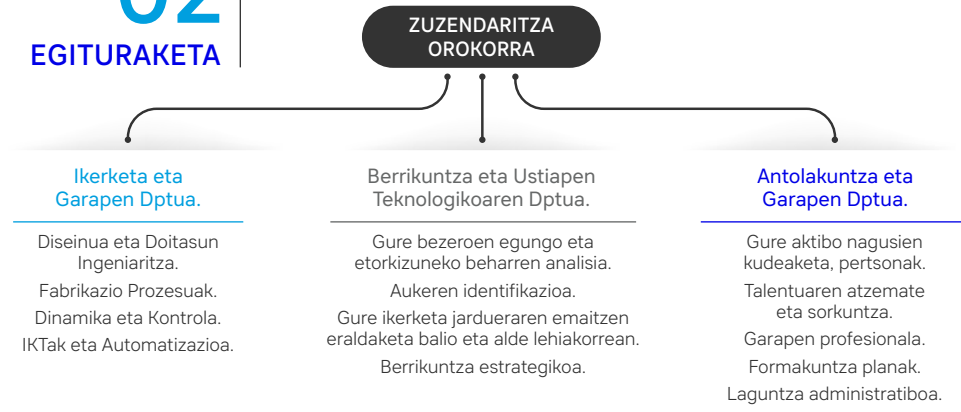 02
EGITURAKETA
ZUZENDARITZA
OROKORRA
Ikerketa eta
Garapen Dptua.
Diseinua eta Doitasun
Ingeniaritza.
Fabrikazio Prozesuak.
Dinamika eta Kontrola.
IKTak eta Automatizazioa.
Berrikuntza eta Ustiapen
Teknologikoaren Dptua.
Gure bezeroen egungo eta
etorkizuneko beharren analisia.
Aukeren identifikazioa.
Gure ikerketa jardueraren emaitzen
eraldaketa balio eta alde lehiakorrean.
Berrikuntza estrategikoa.
Antolakuntza eta
Garapen Dptua.
Gure aktibo nagusien
kudeaketa, pertsonak.
Talentuaren atzemate
eta sorkuntza.
Garapen profesionala.
Formakuntza planak.
Laguntza administratiboa.